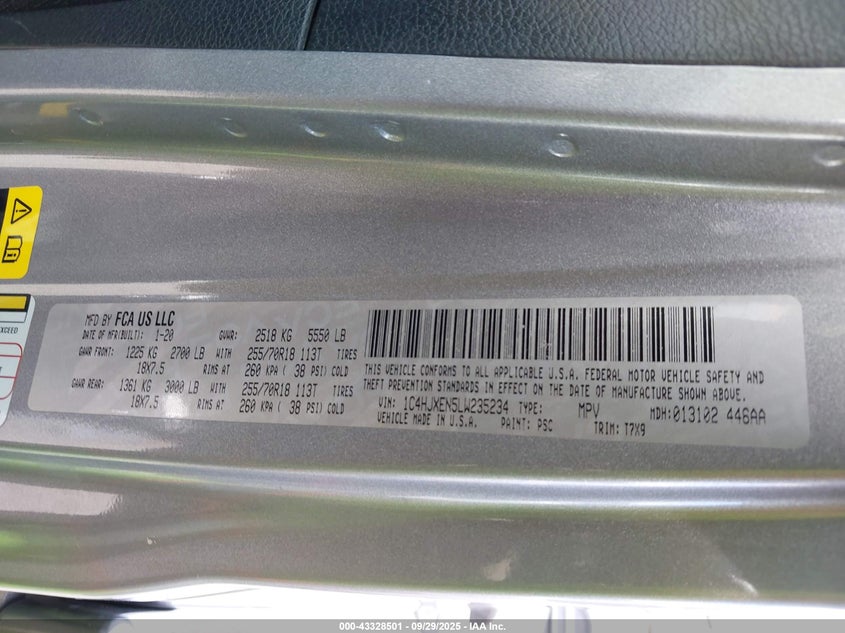 EXCEED
MFD BY FCA US LLC
DATE OF MFR(BUILT): 1-20 GVWR: 2518 KG 5550 LB
GAWR FRONT: 1225 KG 2700 LB WITH 255/70R18 113T TIRES
18X7.5 RIMS AT 260 KPA ( 38 PSI) COLD
GAWR REAR: 1361 KG 3000 LB WITH 255/70R18 113T TIRES
18X7.5 RIMS AT 260 KPA ( 38 PSI) COLD
THIS VEHICLE CONFORMS TO ALL APPLICABLE U.S.A. FEDERAL MOTOR VEHICLE SAFETY AND
THEFT PREVENTION STANDARDS IN EFFECT ON THE DATE OF MANUFACTURE SHOWN ABOVE.
VIN: 1C4HJXEN5LW235234 TYPE: MPV MDH: 013102 446AA
VEHICLE MADE IN U.S.A. PAINT: PSC TRIM: T7X9
000-43328501 - 09/29/2025 - IAA Inc.